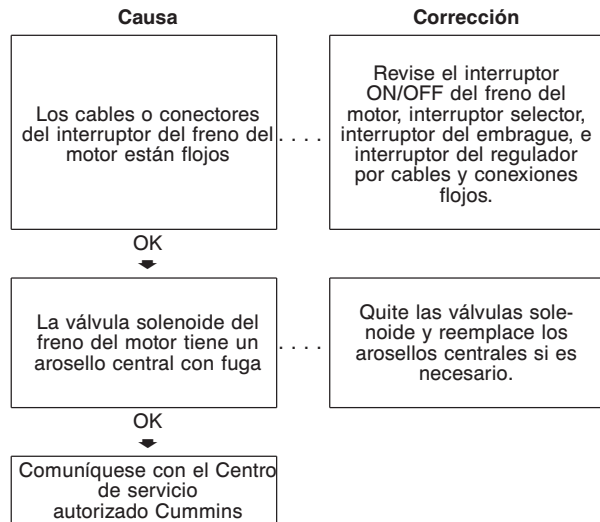 Causa
Corrección
Los cables o conectores
del interruptor del freno del
motor están flojos
. . . .
Revise el interruptor
ON/OFF del freno del
motor, interruptor selector,
interruptor del embrague, e
interruptor del regulador
por cables y conexiones
flojos.
OK
La válvula solenoide del
freno del motor tiene un
arosello central con fuga
. . . .
Quite las válvulas sole-
noide y reemplace los
arosellos centrales si es
necesario.
OK
Comuníquese con el Centro
de servicio
autorizado Cummins